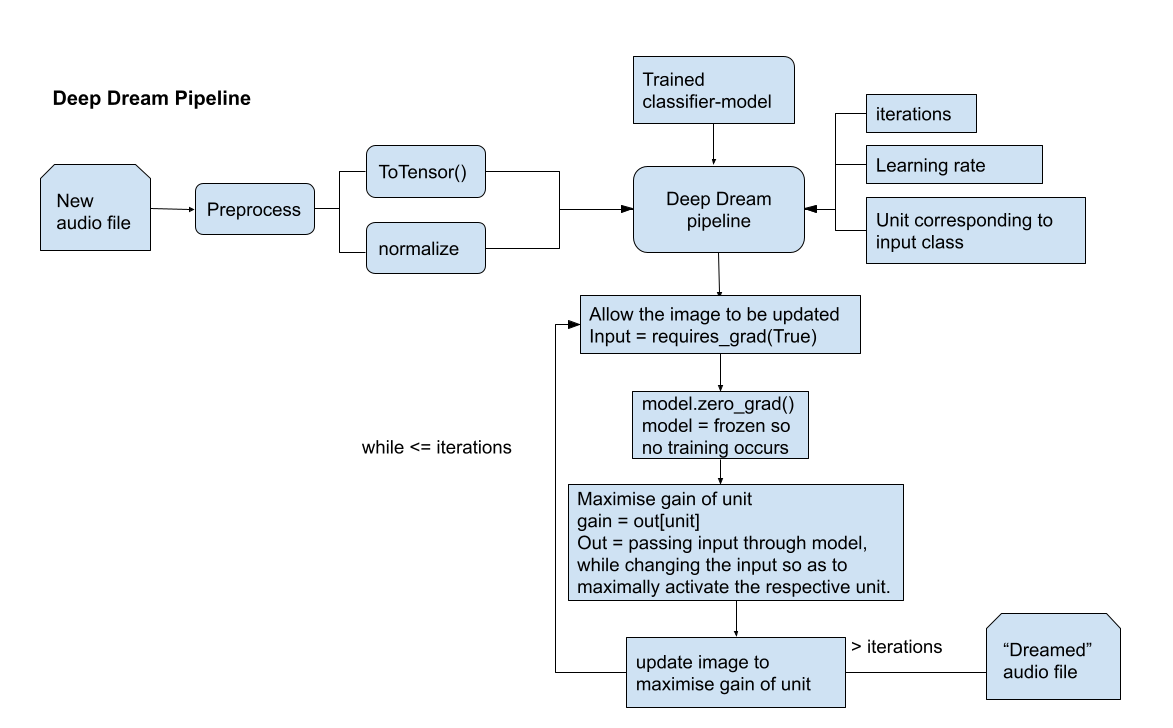 Deep Dream Pipeline
Trained
classifier-model
iterations
Learning rate
Unit corresponding to
input class
New
audio file
Preprocess
ToTensor()
normalize
Deep Dream
pipeline
Allow the image to be updated
Input = requires_grad(True)
model.zero_grad()
model = frozen so
no training occurs
while <= iterations
Maximise gain of unit
gain = out[unit]
Out = passing input through model,
while changing the input so as to
maximally activate the respective unit.
update image to
maximise gain of unit
> iterations
“Dreamed”
audio file